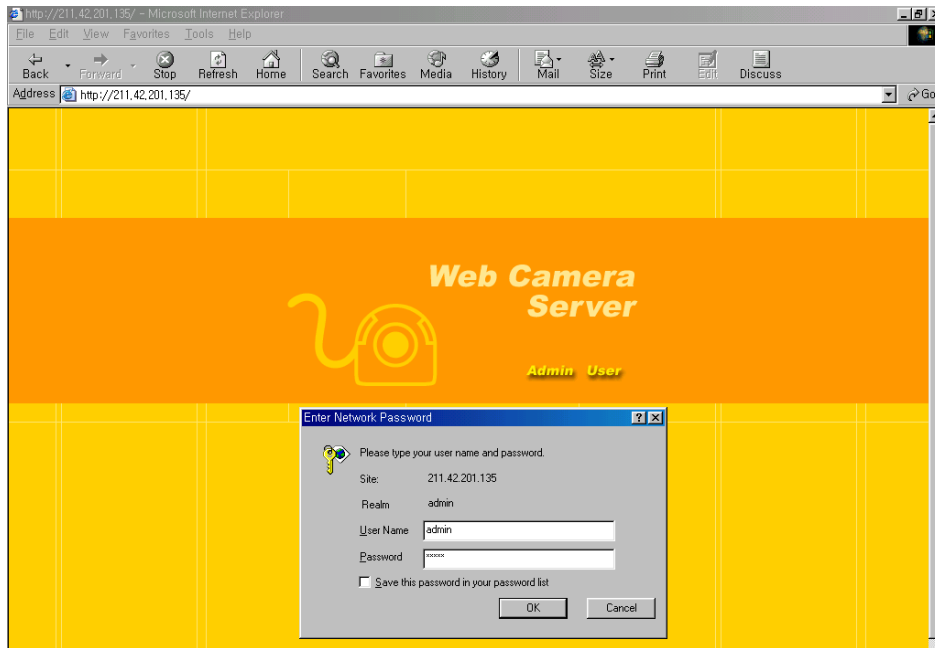 http://211,42,201,135/ - Microsoft Internet Explorer
File Edit View Favorites Tools Help
Back Forward Stop Refresh Home Search Favorites Media History Mail Size Print Edit Discuss
Address http://211,42,201,135/ Go
Web Camera
Server
Admin User
Enter Network Password
Please type your user name and password.
Site: 211.42.201.135
Realm admin
User Name admin
Password xxxxx
Save this password in your password list
OK Cancel